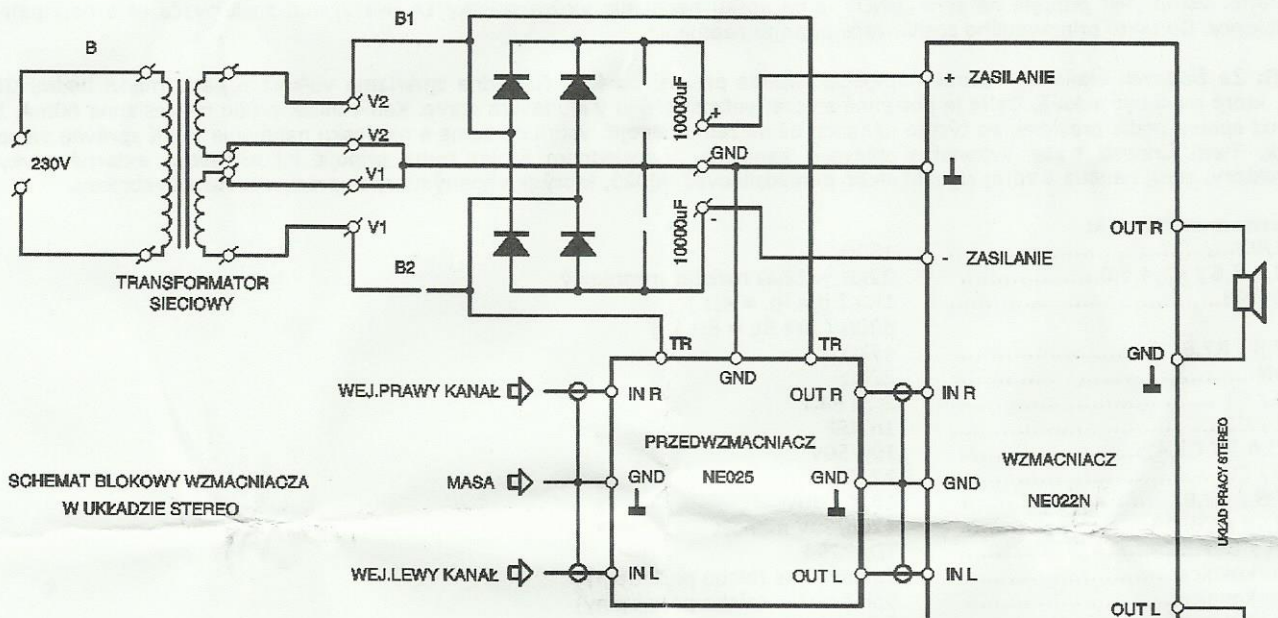 B
B1
V2
V2
V1
V1
B2
230V
TRANSFORMATOR
SIECIOWY
10000uF
+
GND
10000uF
-
+ ZASILANIE
- ZASILANIE
OUT R
GND
TR
GND
TR
WEJ.PRAWY KANAŁ
IN R
OUT R
IN R
PRZEDWZMACNIACZ
NE025
MASA
GND
GND
GND
WZMACNIACZ
NE022N
UKŁAD PRACY STEREO
SCHEMAT BLOKOWY WZMACNIACZA
W UKŁADZIE STEREO
WEJ.LEWY KANAŁ
IN L
OUT L
IN L
OUT L